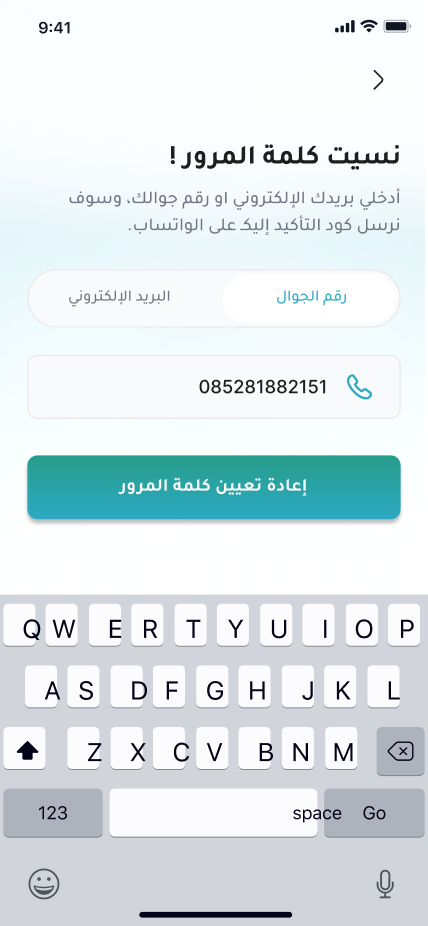 9:41
نسيت كلمة المرور !
أدخلي بريدك الإلكتروني او رقم جوالك، وسوف
نرسل كود التأكيد إليكـ على الواتساب.
رقم الجوال
البريد الإلكتروني
085281882151
إعادة تعيين كلمة المرور
Q W E R T Y U I O P
A S D F G H J K L
Z X C V B N M
123 space Go